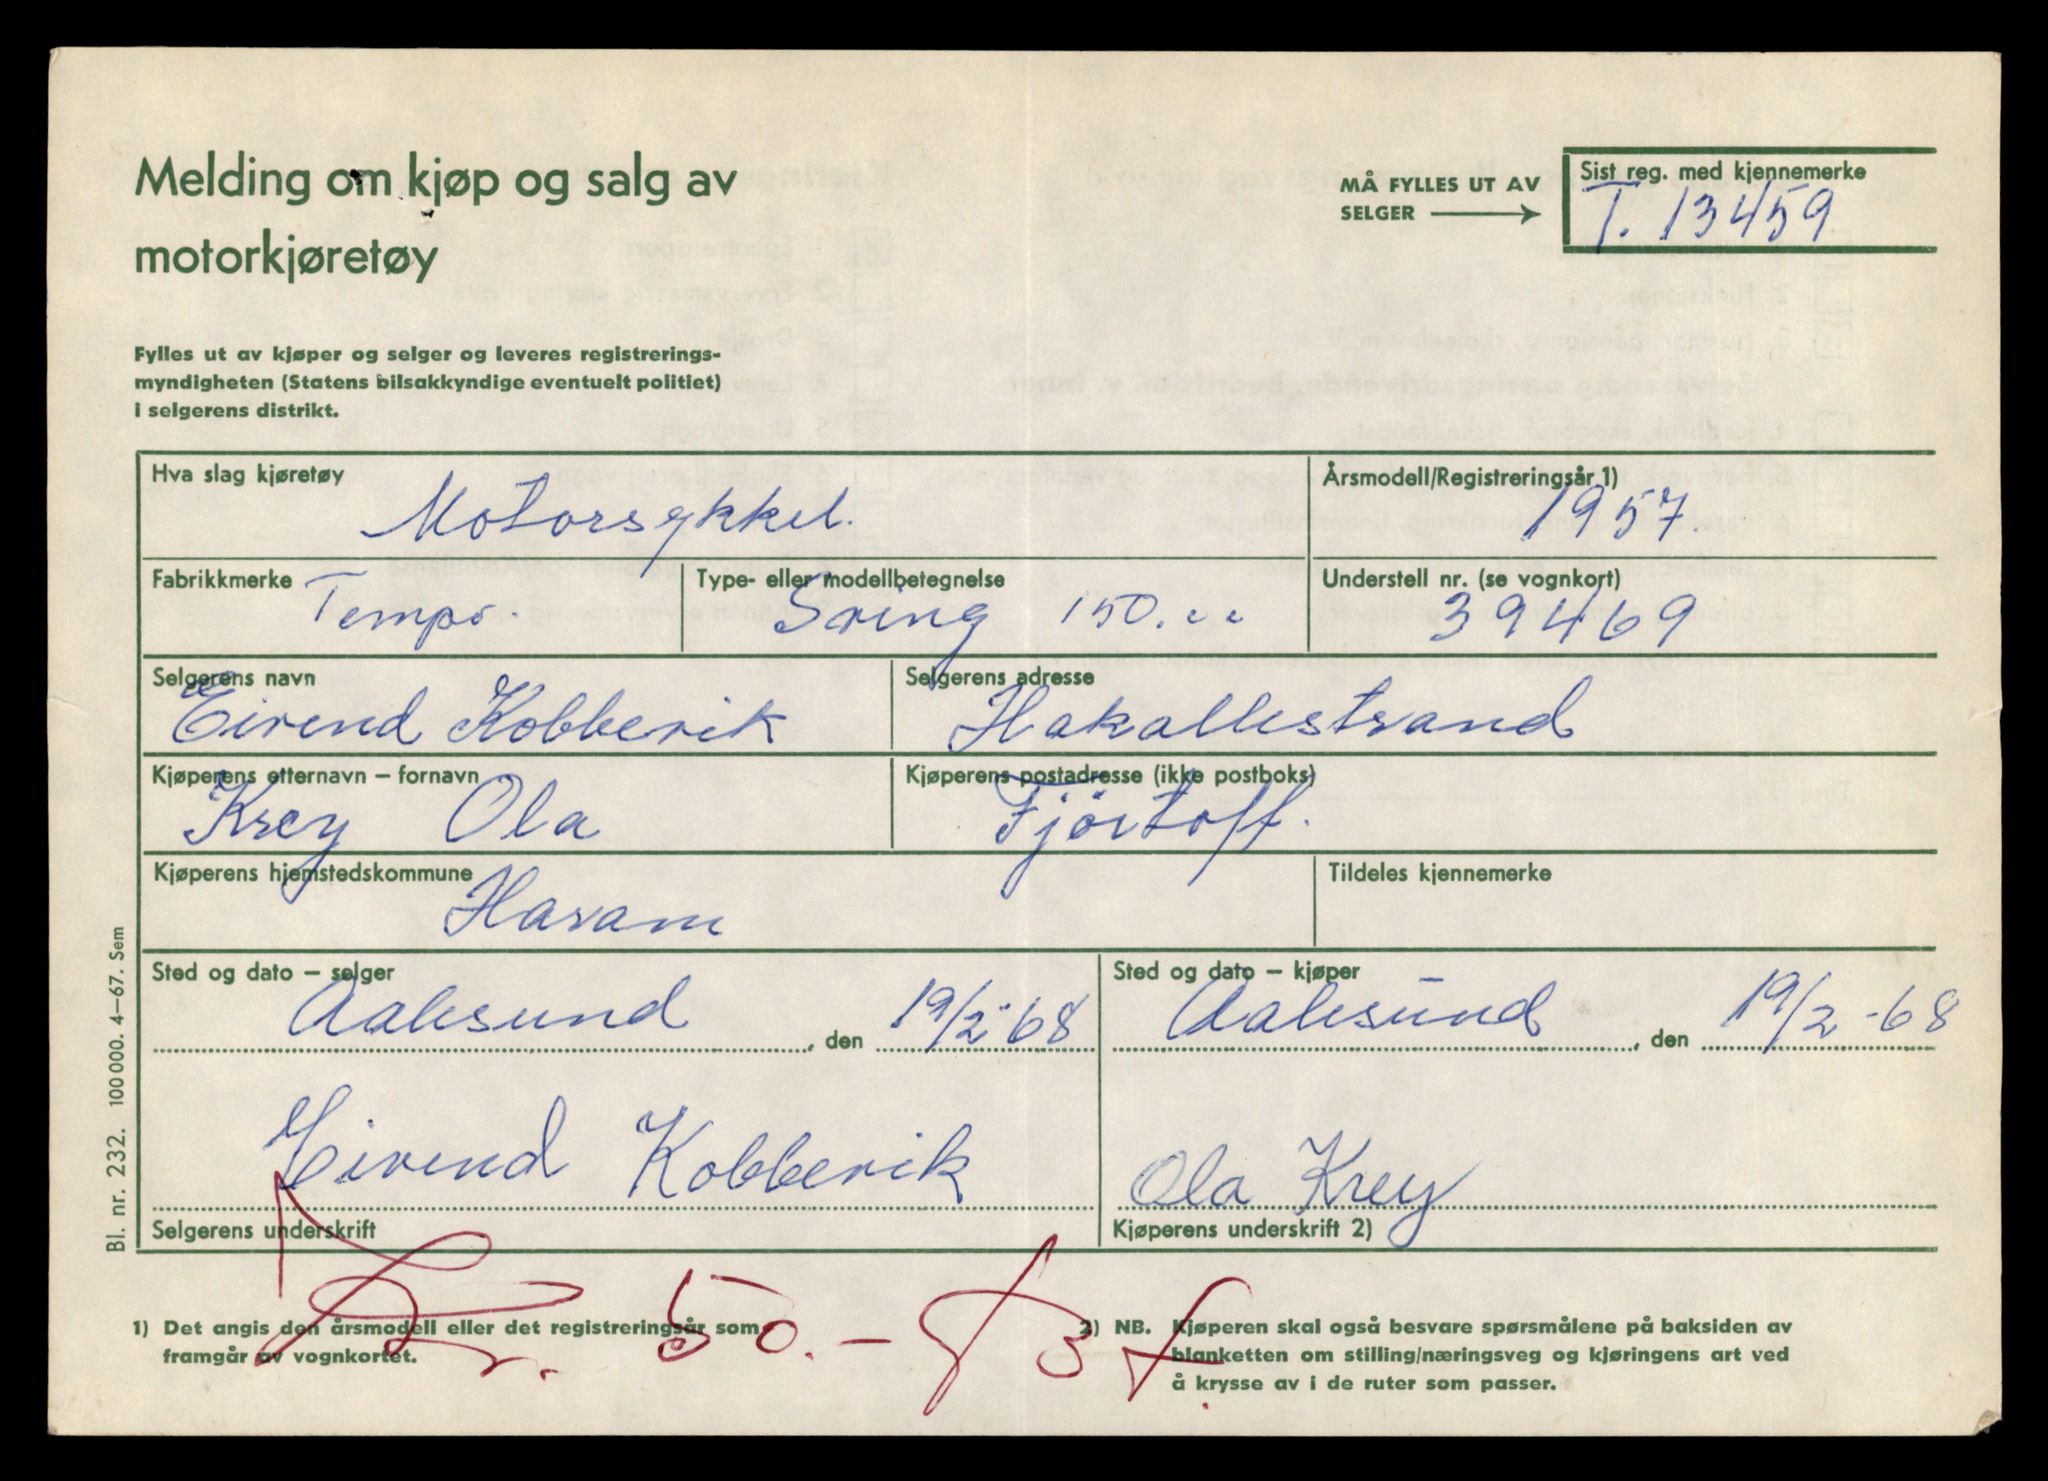 Melding om kjøp og salg av
motorkjøretøy
MÅ FYLLES UT AV
SELGER
Sist reg. med kjennemerke
T. 13459
Fylles ut av kjøper og selger og leveres registrerings-
myndigheten (Statens bilsakkyndige eventuelt politiet)
i selgerens distrikt.
Hva slag kjøretøy
Motorsykkel.
Årsmodell/Registreringsår 1)
1957.
Fabrikkmerke
Tempo.
Type- eller modellbetegnelse
Sving 150.cc
Understell nr. (se vognkort)
39469
Selgerens navn
Eivend Kobbevik
Selgerens adresse
Hakallestrand
Kjøperens etternavn – fornavn
Krey Ola
Kjøperens postadresse (ikke postboks)
Fjörtoft.
Kjøperens hjemstedskommune
Haram
Tildeles kjennemerke
Sted og dato – selger
Aalesund, den 19/2-68
Sted og dato – kjøper
Aalesund, den 19/2-68
Eivend Kobbevik
Selgerens underskrift
Ola Krey
Kjøperens underskrift 2)
Kr. 50.-
1) Det angis den årsmodell eller det registreringsår som
framgår av vognkortet.
2) NB. Kjøperen skal også besvare spørsmålene på baksiden av
blanketten om stilling/næringsveg og kjøringens art ved
å krysse av i de ruter som passer.
Bl. nr. 232. 100 000. 4—67. Sem